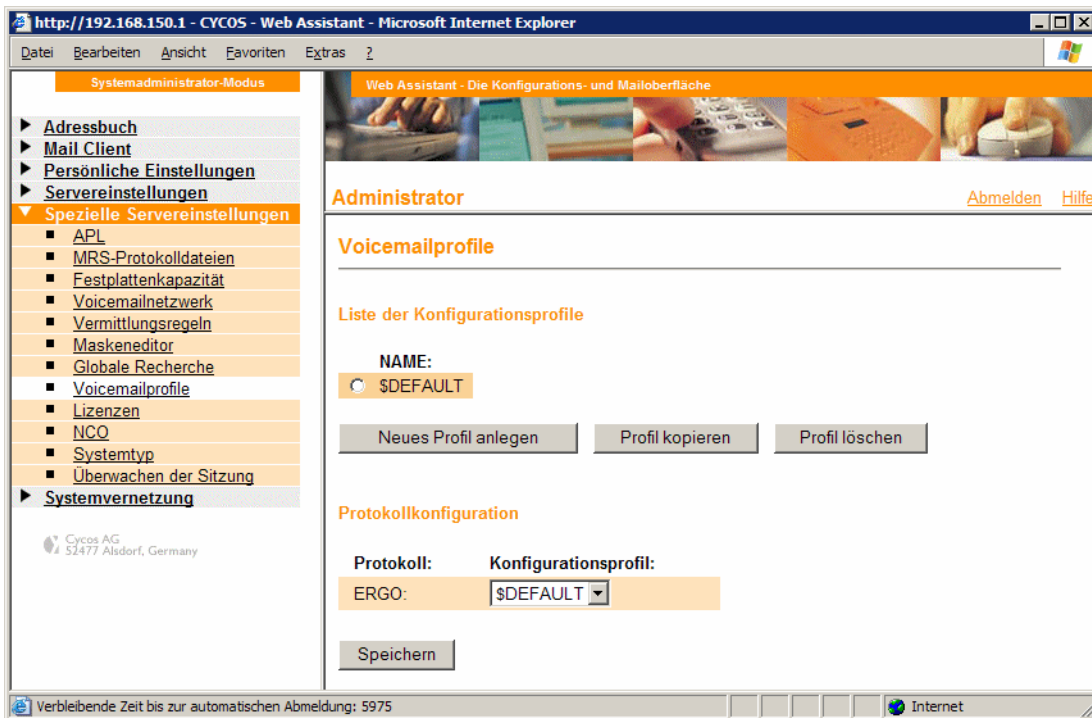 http://192.168.150.1 - CYCOS - Web Assistant - Microsoft Internet Explorer
Datei Bearbeiten Ansicht Favoriten Extras ?
Systemadministrator-Modus
Adressbuch
Mail Client
Persönliche Einstellungen
Servereinstellungen
Spezielle Servereinstellungen
APL
MRS-Protokolldateien
Festplattenkapazität
Voicemailnetzwerk
Vermittlungsregeln
Maskeneditor
Globale Recherche
Voicemailprofile
Lizenzen
NCO
Systemtyp
Überwachen der Sitzung
Systemvernetzung
Cycos AG
52477 Alsdorf, Germany
Web Assistant - Die Konfigurations- und Mailoberfläche
Administrator Abmelden Hilfe
Voicemailprofile
Liste der Konfigurationsprofile
NAME:
$DEFAULT
Neues Profil anlegen Profil kopieren Profil löschen
Protokollkonfiguration
Protokoll: Konfigurationsprofil:
ERGO: $DEFAULT
Speichern
Verbleibende Zeit bis zur automatischen Abmeldung: 5975 Internet